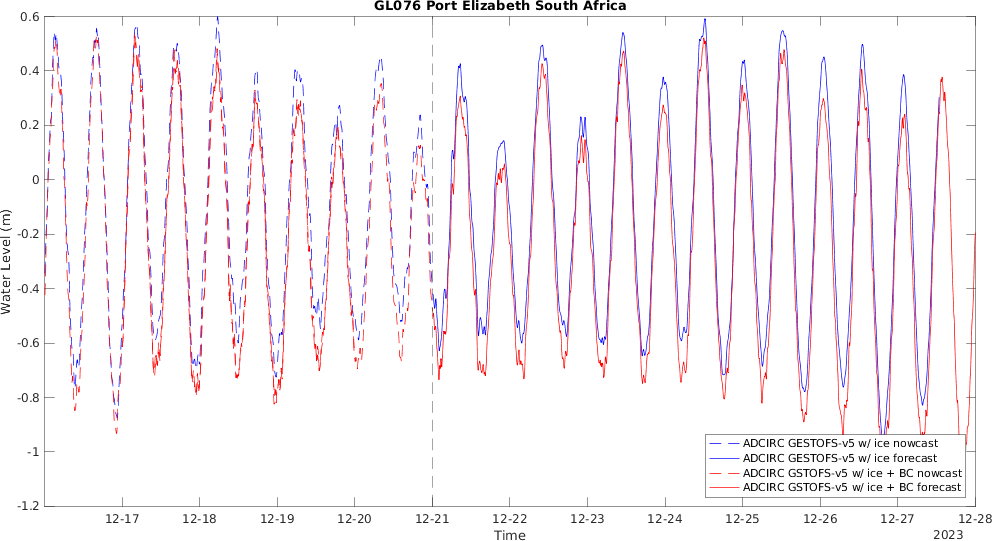 GL076 Port Elizabeth South Africa
0.6
0.4
0.2
0
-0.2
-0.4
-0.6
-0.8
-1
-1.2
Water Level (m)
ADCIRC GESTOFS-v5 w/ ice nowcast
ADCIRC GESTOFS-v5 w/ ice forecast
ADCIRC GSTOFS-v5 w/ ice + BC nowcast
ADCIRC GSTOFS-v5 w/ ice + BC forecast
12-17 12-18 12-19 12-20 12-21 12-22 12-23 12-24 12-25 12-26 12-27 12-28
Time
2023